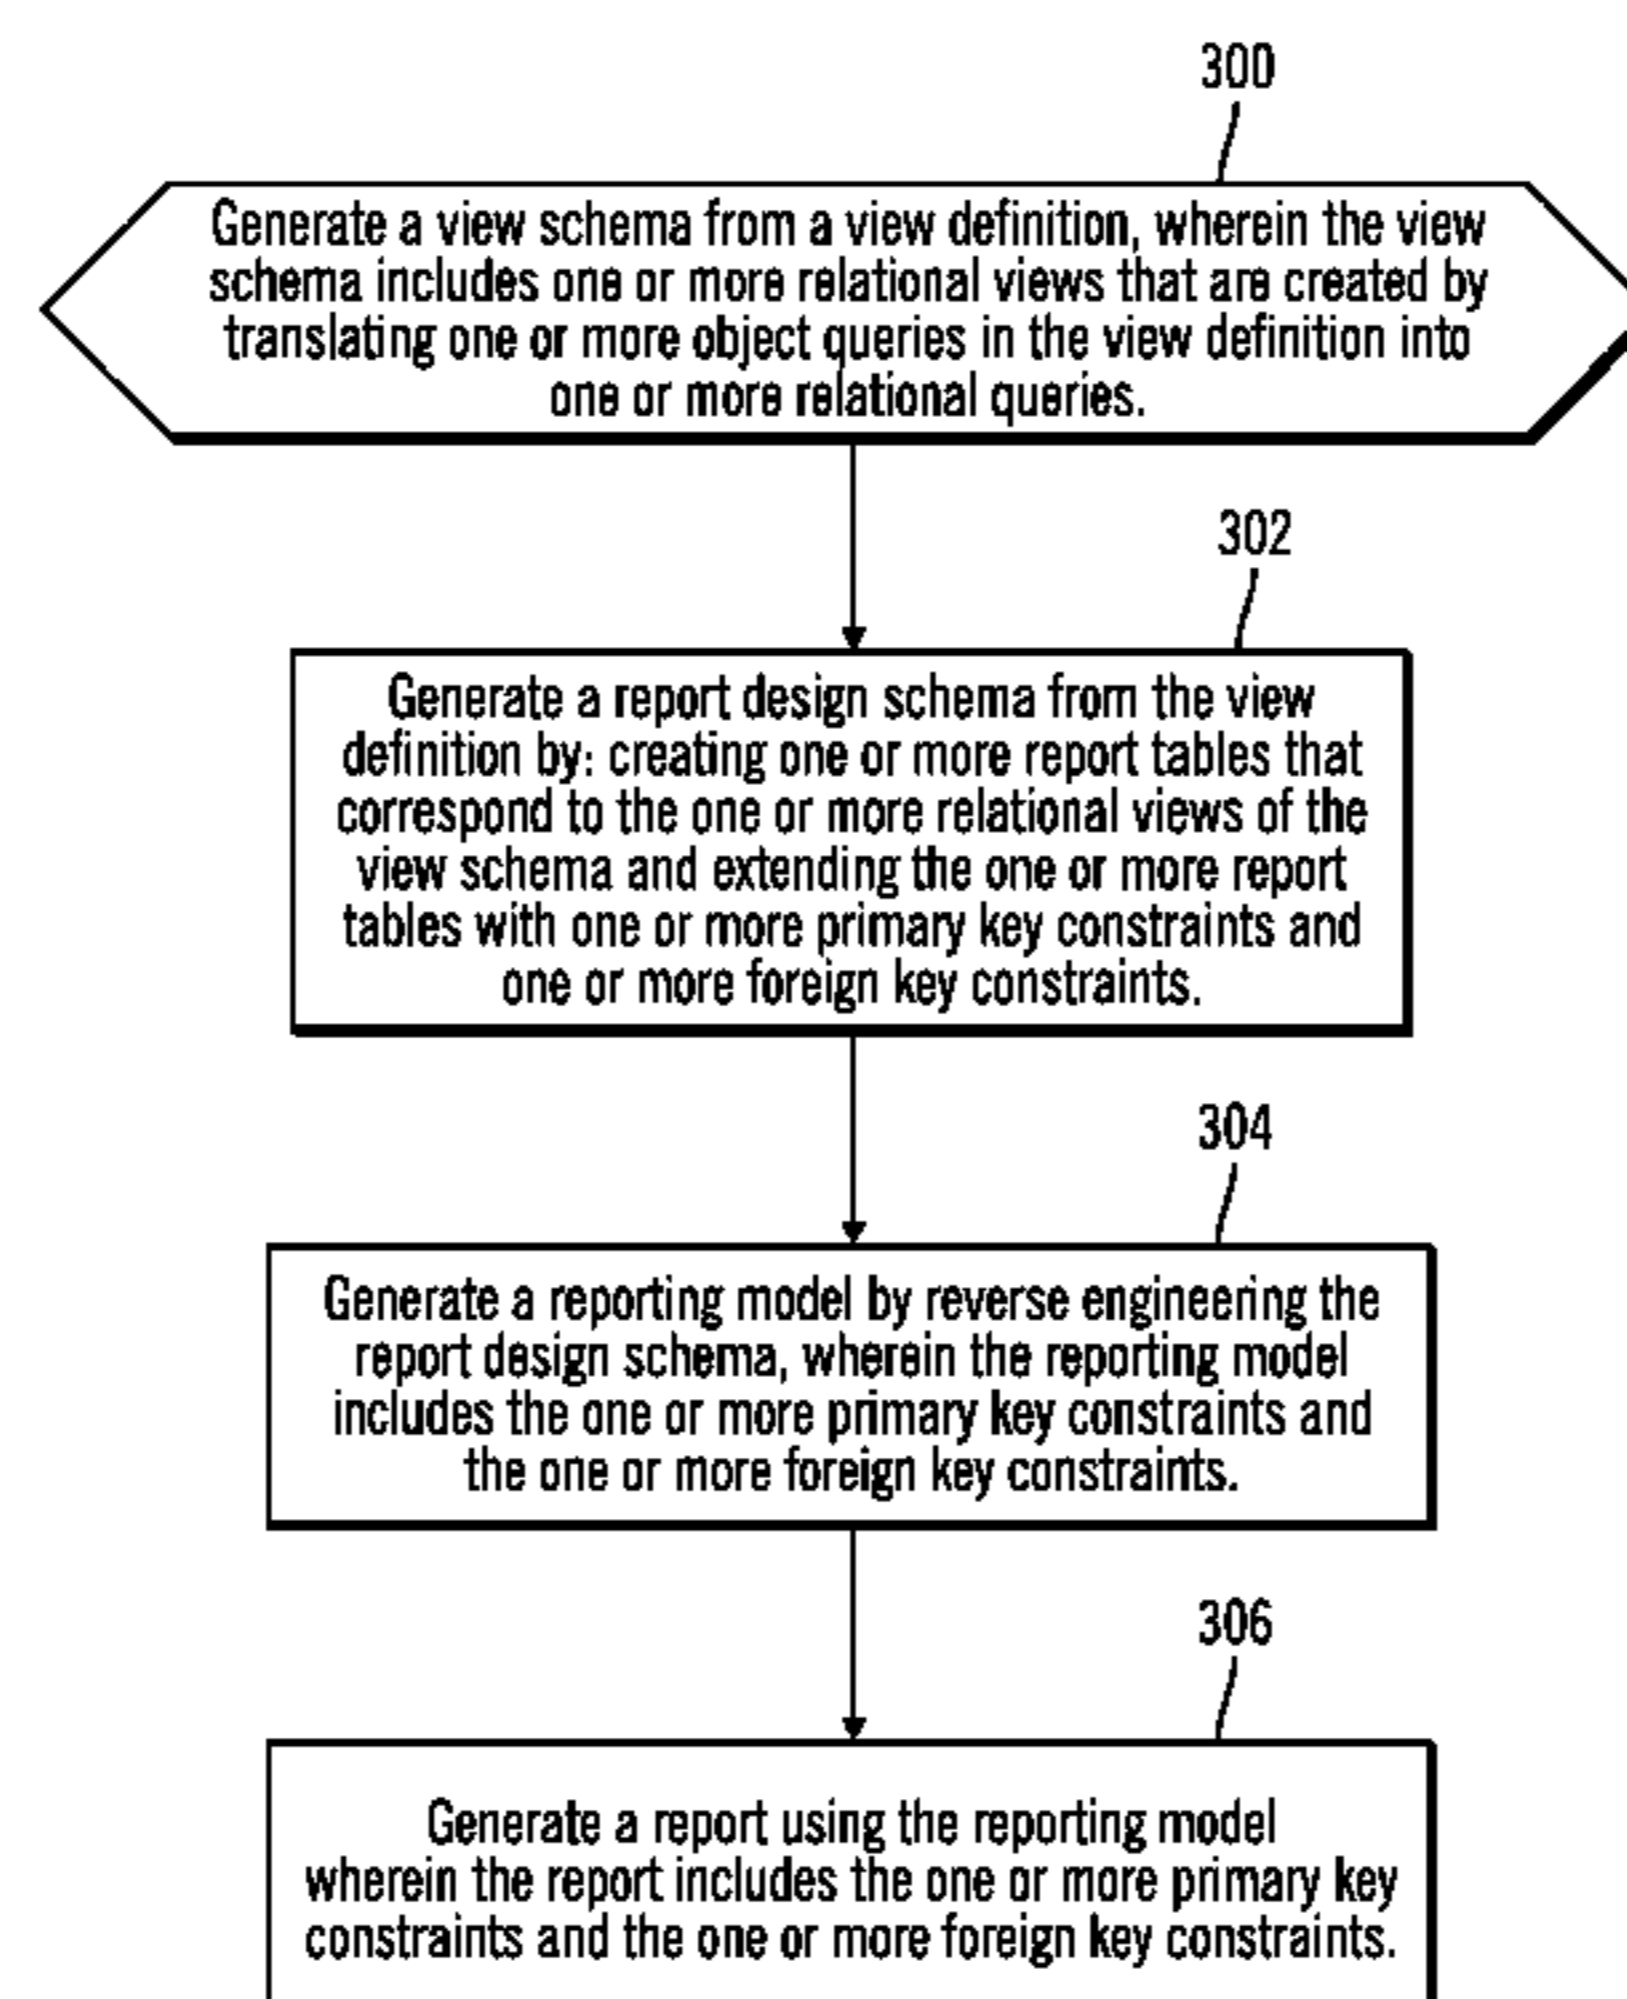 300
Generate a view schema from a view definition, wherein the view
schema includes one or more relational views that are created by
translating one or more object queries in the view definition into
one or more relational queries.
302
Generate a report design schema from the view
definition by: creating one or more report tables that
correspond to the one or more relational views of the
view schema and extending the one or more report
tables with one or more primary key constraints and
one or more foreign key constraints.
304
Generate a reporting model by reverse engineering the
report design schema, wherein the reporting model
includes the one or more primary key constraints and
the one or more foreign key constraints.
306
Generate a report using the reporting model
wherein the report includes the one or more primary key
constraints and the one or more foreign key constraints.